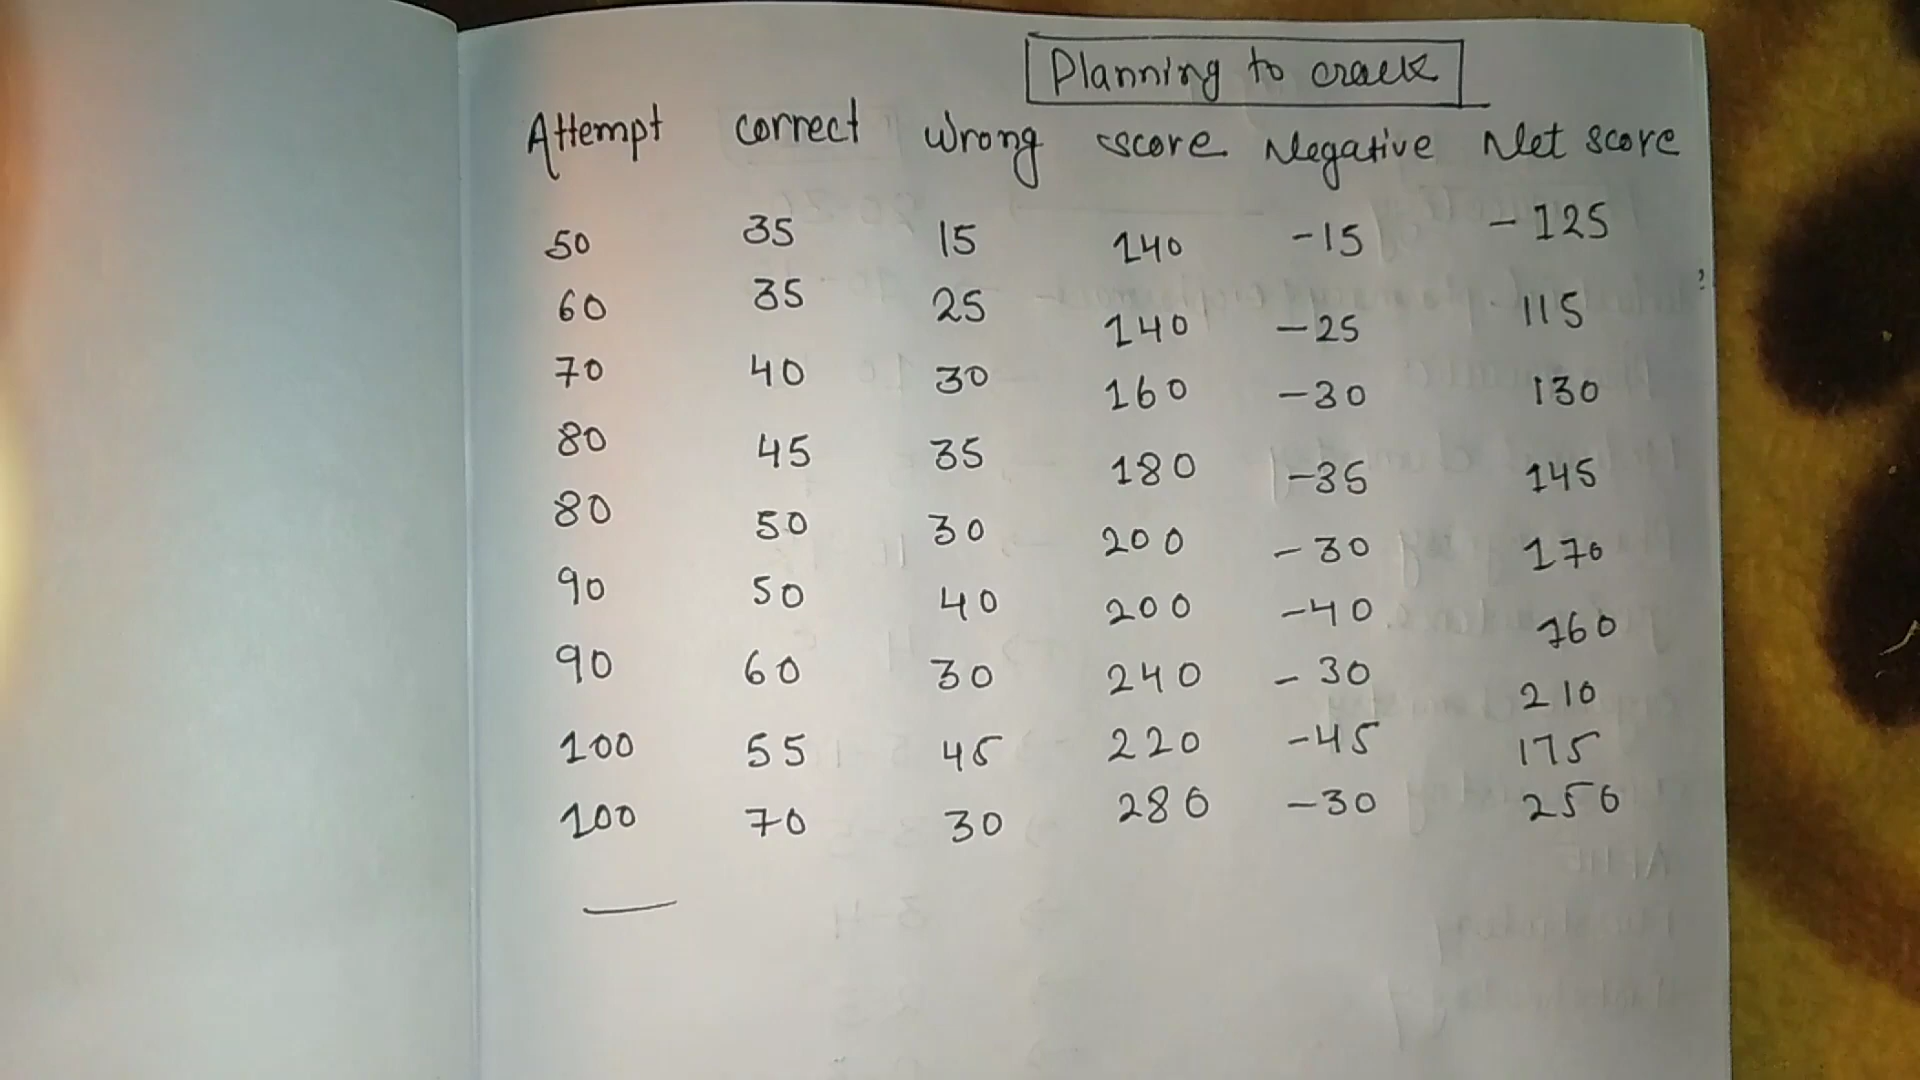 Planning to crack
Attempt correct Wrong score Negative Net score
50 35 15 140 -15 - 125
60 35 25 140 -25 115
70 40 30 160 -30 130
80 45 35 180 -35 145
80 50 30 200 -30 170
90 50 40 200 -40 160
90 60 30 240 -30 210
100 55 45 220 -45 175
100 70 30 280 -30 250